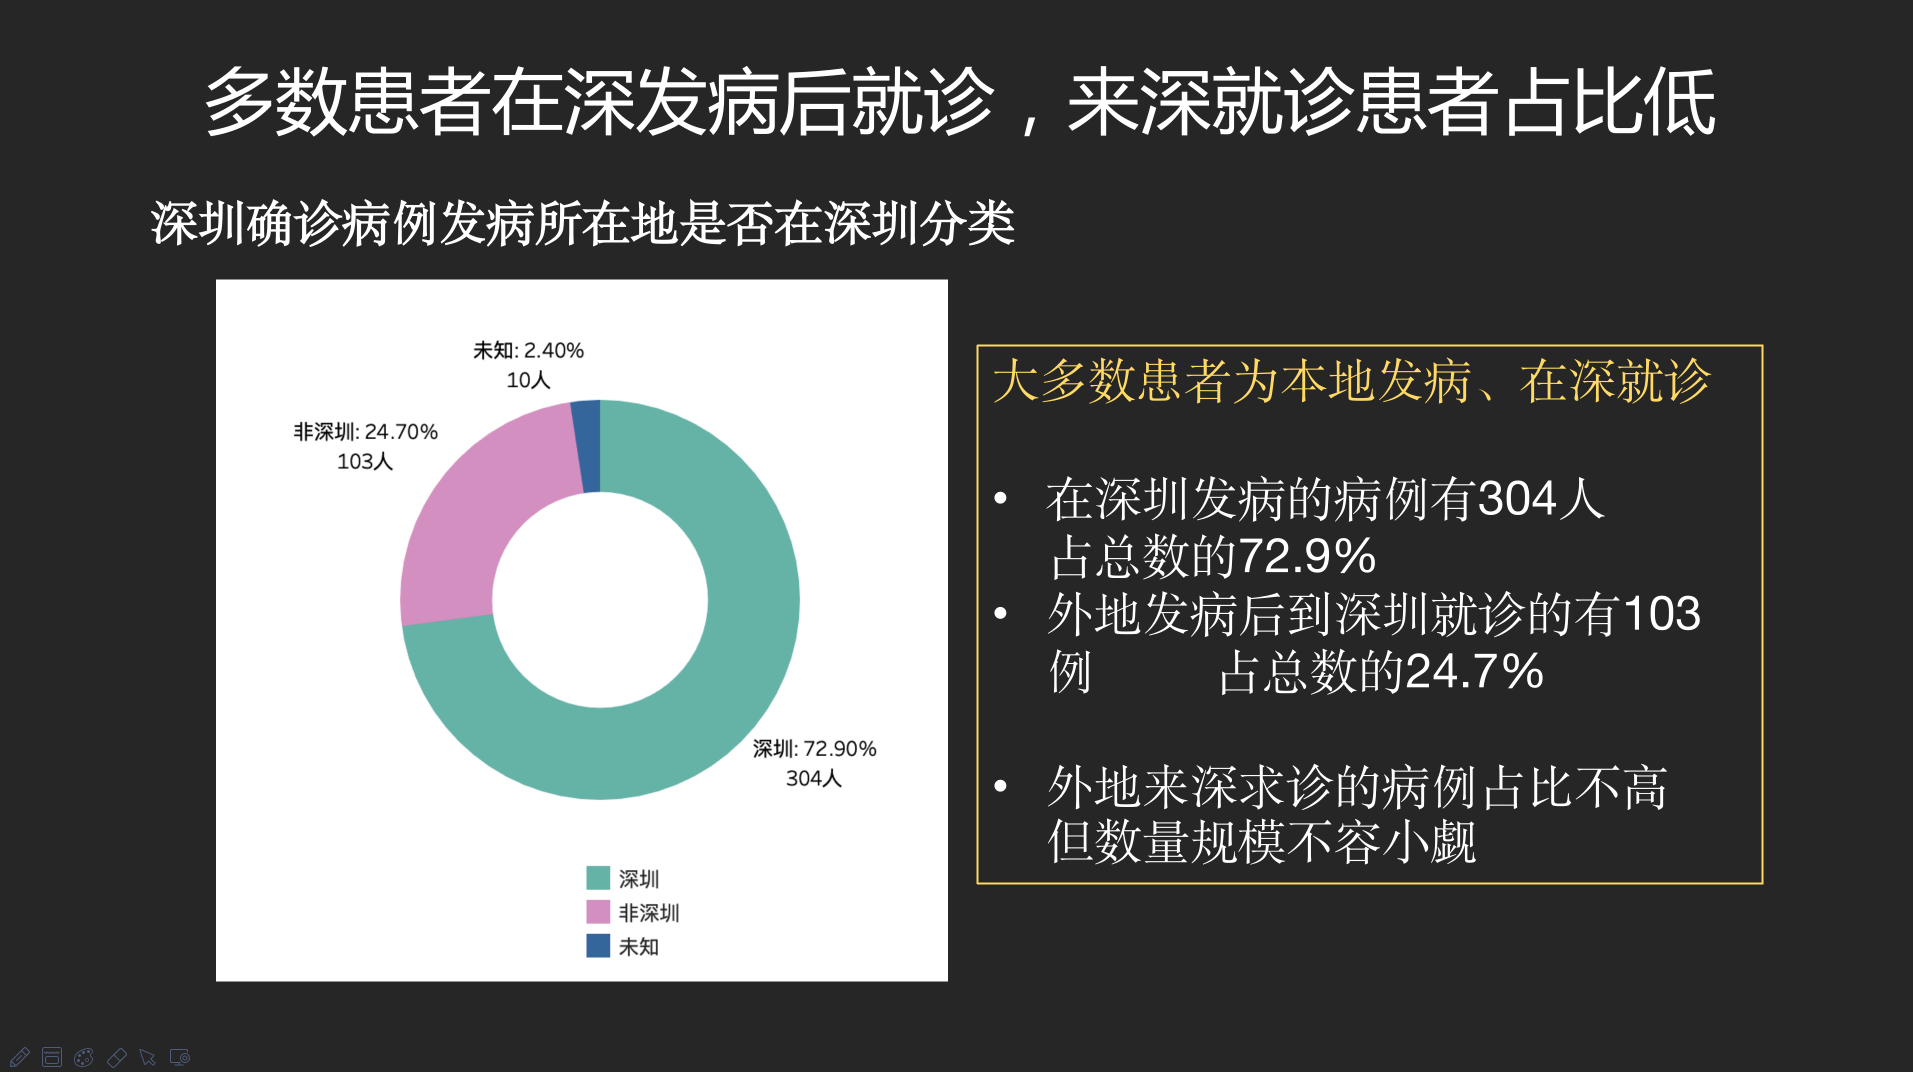 多数患者在深发病后就诊，来深就诊患者占比低
深圳确诊病例发病所在地是否在深圳分类
未知: 2.40%
10人
非深圳: 24.70%
103人
深圳: 72.90%
304人
深圳
非深圳
未知
大多数患者为本地发病、在深就诊
• 在深圳发病的病例有304人
占总数的72.9%
• 外地发病后到深圳就诊的有103
例 占总数的24.7%
• 外地来深求诊的病例占比不高
但数量规模不容小觑